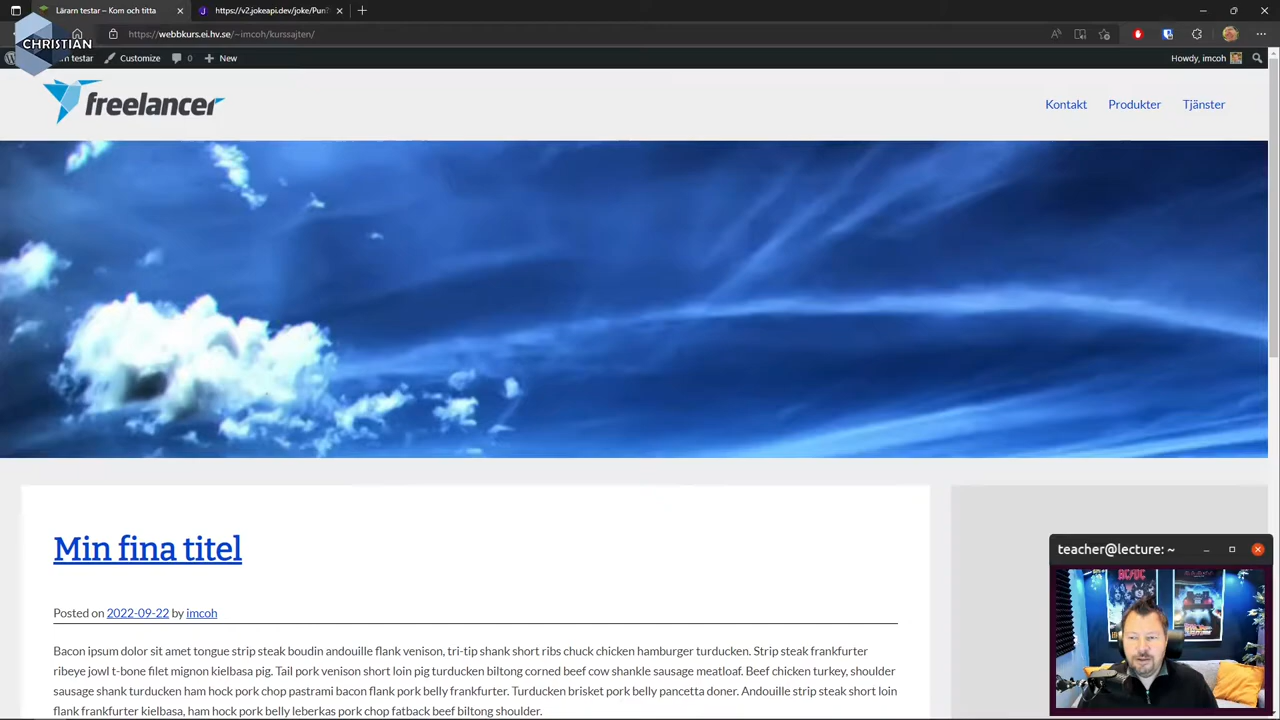 Lärarn testar – Kom och titta
https://v2.jokeapi.dev/joke/Pun?
https://webbkurs.ei.hv.se/~imcoh/kurssajten/
CHRISTIAN
testar Customize 0 New Howdy, imcoh
freelancer
Kontakt Produkter Tjänster
Min fina titel
Posted on 2022-09-22 by imcoh
Bacon ipsum dolor sit amet tongue strip steak boudin andouille flank venison, tri-tip shank short ribs chuck chicken hamburger turducken. Strip steak frankfurter
ribeye jowl t-bone filet mignon kielbasa pig. Tail pork venison short loin pig turducken biltong corned beef cow shankle sausage meatloaf. Beef chicken turkey, shoulder
sausage shank turducken ham hock pork chop pastrami bacon flank pork belly frankfurter. Turducken brisket pork belly pancetta doner. Andouille strip steak short loin
flank frankfurter kielbasa, ham hock pork belly leberkas pork chop fatback beef biltong shoulder.
teacher@lecture: ~
AC/DC